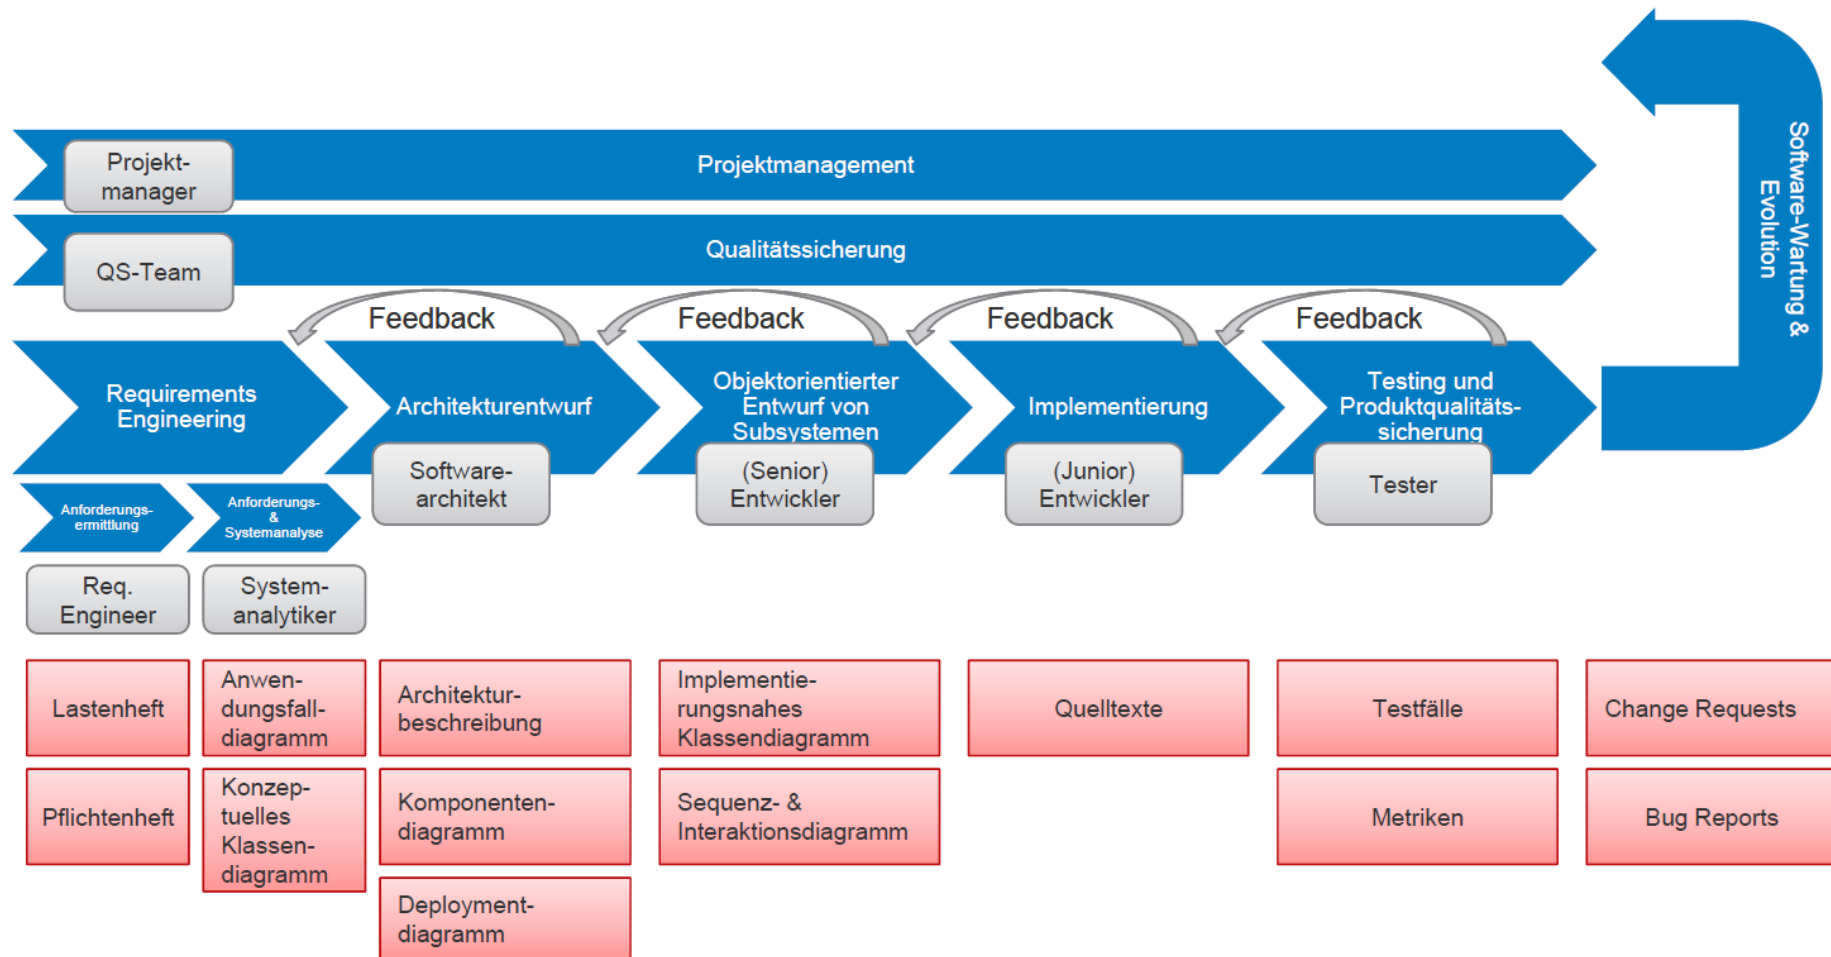 Projekt-
manager
Projektmanagement
QS-Team
Qualitätssicherung
Software-Wartung &
Evolution
Feedback
Feedback
Feedback
Feedback
Requirements
Engineering
Architekturentwurf
Objektorientierter
Entwurf von
Subsystemen
Implementierung
Testing und
Produktqualitäts-
sicherung
Software-
architekt
(Senior)
Entwickler
(Junior)
Entwickler
Tester
Anforderungs-
ermittlung
Anforderungs-
&
Systemanalyse
Req.
Engineer
System-
analytiker
Lastenheft
Anwen-
dungsfall-
diagramm
Architektur-
beschreibung
Implementie-
rungsnahes
Klassendiagramm
Quelltexte
Testfälle
Change Requests
Pflichtenheft
Konzep-
tuelles
Klassen-
diagramm
Komponenten-
diagramm
Sequenz- &
Interaktionsdiagramm
Metriken
Bug Reports
Deployment-
diagramm